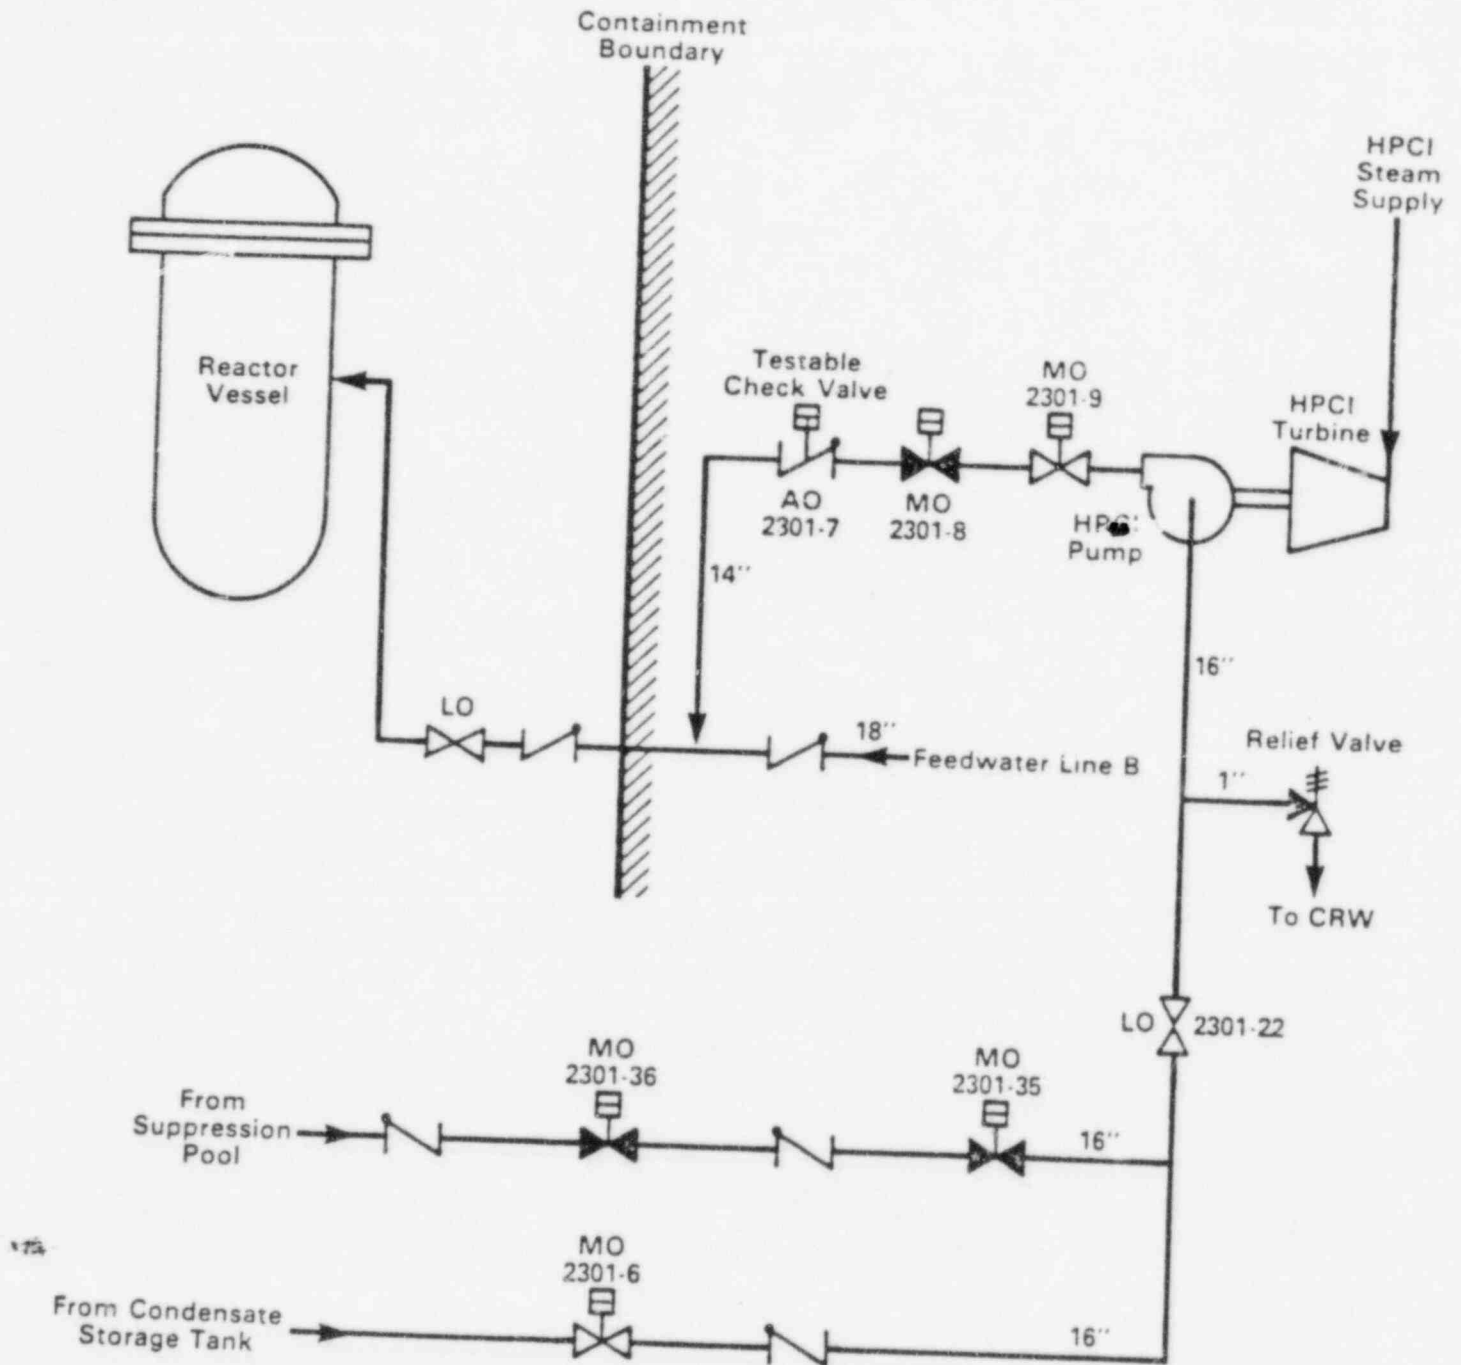 Containment
Boundary
HPCI
Steam
Supply
Reactor
Vessel
Testable
Check Valve
MO
2301-9
HPCI
Turbine
AO
2301-7
MO
2301-8
Pump
14''
16''
LO
18''
Feedwater Line B
Relief Valve
1''
To CRW
LO
2301-22
MO
2301-36
MO
2301-35
From
Suppression
Pool
16''
MO
2301-6
From Condensate
Storage Tank
16''